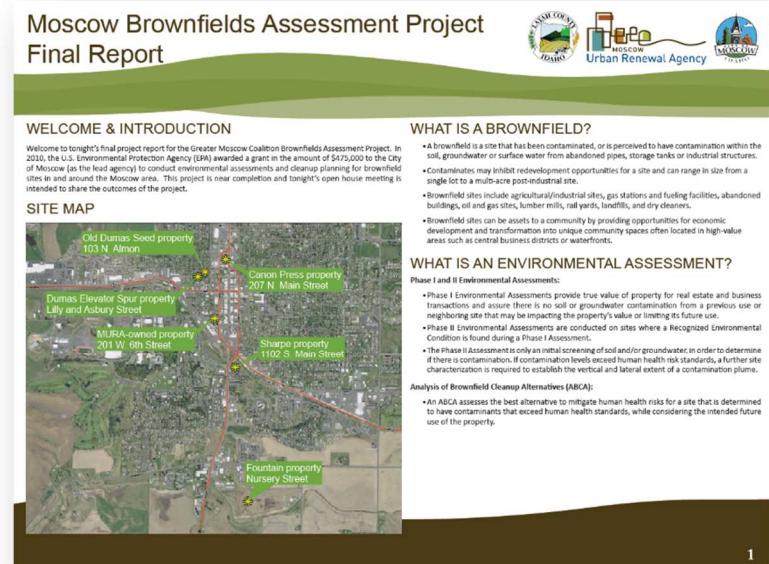 Moscow Brownfields Assessment Project
Final Report
LATAH COUNTY
IDAHO
MOSCOW
Urban Renewal Agency
MOSCOW
IDAHO
WELCOME & INTRODUCTION
Welcome to tonight's final project report for the Greater Moscow Coalition Brownfields Assessment Project. In
2010, the U.S. Environmental Protection Agency (EPA) awarded a grant in the amount of $475,000 to the City
of Moscow (as the lead agency) to conduct environmental assessments and cleanup planning for brownfield
sites in and around the Moscow area. This project is near completion and tonight's open house meeting is
intended to share the outcomes of the project.
SITE MAP
Old Dumas Seed property
103 N. Almon
Canon Press property
207 N. Main Street
Dumas Elevator Spur property
Lilly and Asbury Street
MURA-owned property
201 W. 6th Street
Sharpe property
1102 S. Main Street
Fountain property
Nursery Street
WHAT IS A BROWNFIELD?
• A brownfield is a site that has been contaminated, or is perceived to have contamination within the
soil, groundwater or surface water from abandoned pipes, storage tanks or industrial structures.
• Contaminates may inhibit redevelopment opportunities for a site and can range in size from a
single lot to a multi-acre post-industrial site.
• Brownfield sites include agricultural/industrial sites, gas stations and fueling facilities, abandoned
buildings, oil and gas sites, lumber mills, rail yards, landfills, and dry cleaners.
• Brownfield sites can be assets to a community by providing opportunities for economic
development and transformation into unique community spaces often located in high-value
areas such as central business districts or waterfronts.
WHAT IS AN ENVIRONMENTAL ASSESSMENT?
Phase I and II Environmental Assessments:
• Phase I Environmental Assessments provide true value of property for real estate and business
transactions and assure there is no soil or groundwater contamination from a previous use or
neighboring site that may be impacting the property's value or limiting its future use.
• Phase II Environmental Assessments are conducted on sites where a Recognized Environmental
Condition is found during a Phase I Assessment.
• The Phase II Assessment is only an initial screening of soil and/or groundwater, in order to determine
if there is contamination. If contamination levels exceed human health risk standards, a further site
characterization is required to establish the vertical and lateral extent of a contamination plume.
Analysis of Brownfield Cleanup Alternatives (ABCA):
• An ABCA assesses the best alternative to mitigate human health risks for a site that is determined
to have contaminants that exceed human health standards, while considering the intended future
use of the property.
1